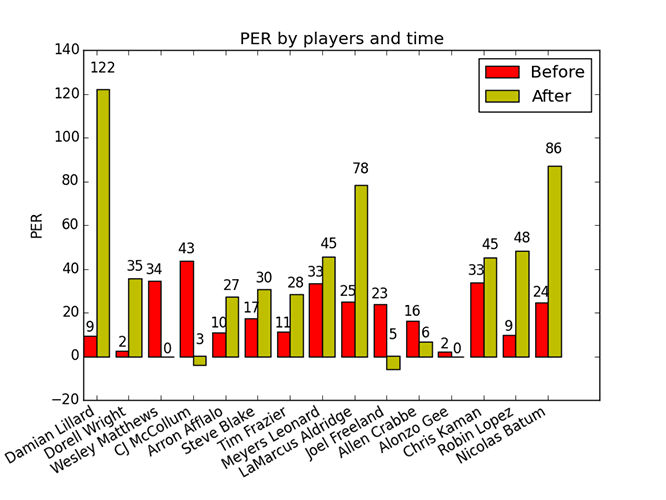 PER by players and time
140
120
100
80
60
40
20
0
−20
PER
Before
After
9
122
2
35
34
0
43
3
10
27
17
30
11
28
33
45
25
78
23
5
16
6
2
0
33
45
9
48
24
86
Damian Lillard
Dorell Wright
Wesley Matthews
CJ McCollum
Arron Afflalo
Steve Blake
Tim Frazier
Meyers Leonard
LaMarcus Aldridge
Joel Freeland
Allen Crabbe
Alonzo Gee
Chris Kaman
Robin Lopez
Nicolas Batum